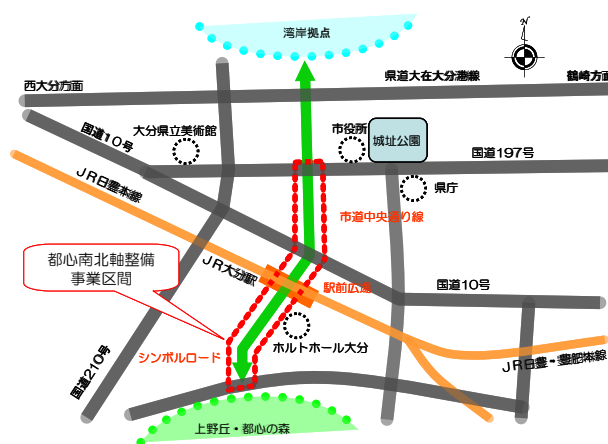 湾岸拠点
N
西大分方面
県道大在大分港線
鶴崎方面
国道10号
大分県立美術館
市役所
城址公園
国道197号
県庁
JR日豊本線
市道中央通り線
都心南北軸整備
事業区間
JR大分駅
駅前広場
国道10号
ホルトホール大分
シンボルロード
国道210号
JR日豊・豊肥本線
上野丘・都心の森